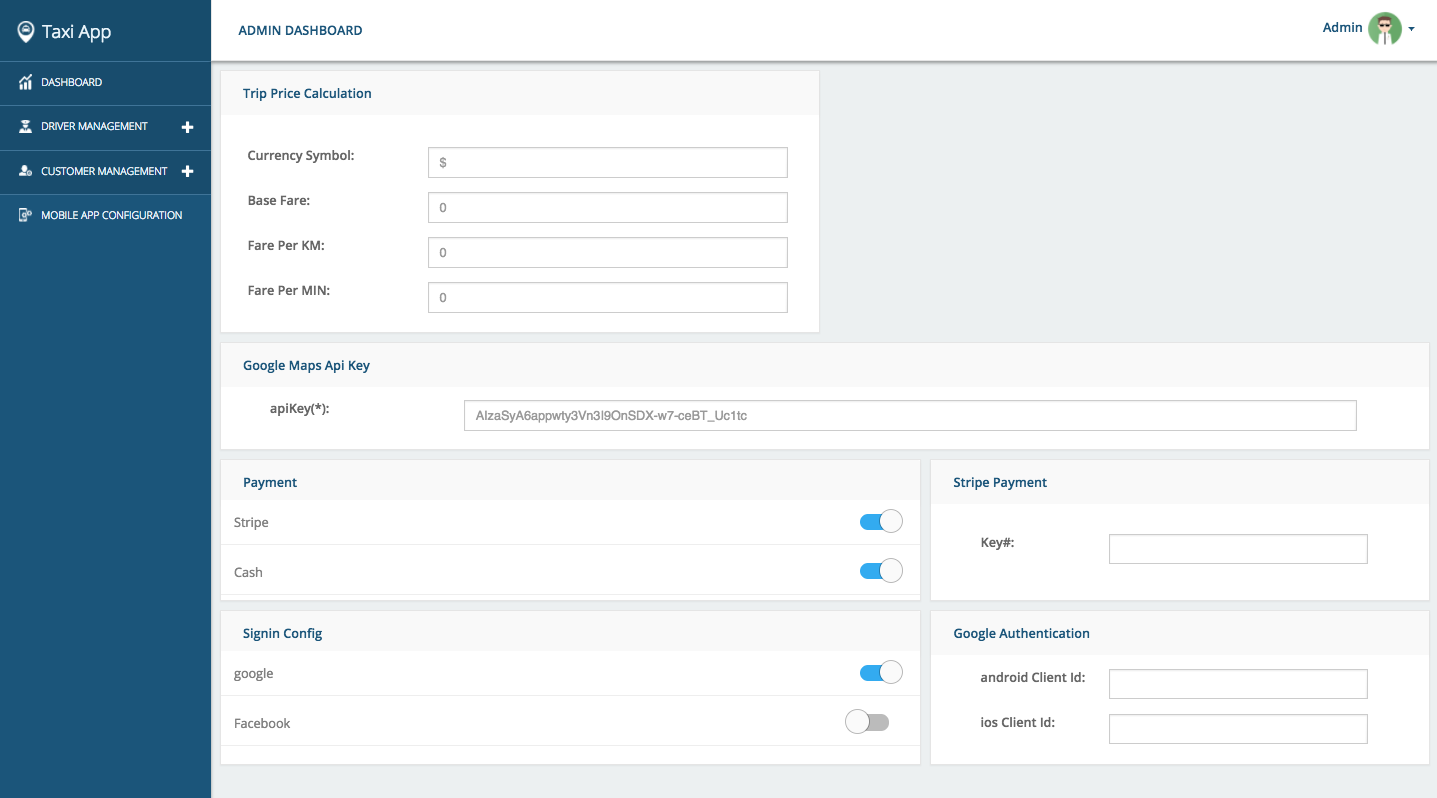 Taxi App
ADMIN DASHBOARD
Admin
DASHBOARD
DRIVER MANAGEMENT
CUSTOMER MANAGEMENT
MOBILE APP CONFIGURATION
Trip Price Calculation
Currency Symbol: $
Base Fare: 0
Fare Per KM: 0
Fare Per MIN: 0
Google Maps Api Key
apiKey(*): AIzaSyA6appwty3Vn3I9OnSDX-w7-ceBT_Uc1tc
Payment
Stripe
Cash
Stripe Payment
Key#:
Signin Config
google
Facebook
Google Authentication
android Client Id:
ios Client Id: